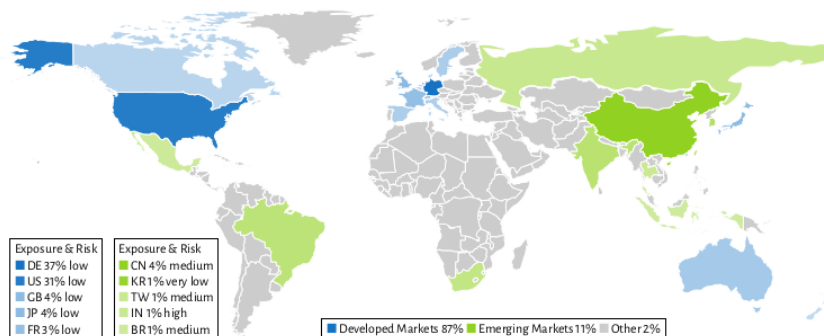 Exposure & Risk
DE 37% low
US 31% low
GB 4% low
JP 4% low
FR 3% low
Exposure & Risk
CN 4% medium
KR 1% very low
TW 1% medium
IN 1% high
BR 1% medium
Developed Markets 87% Emerging Markets 11% Other 2%